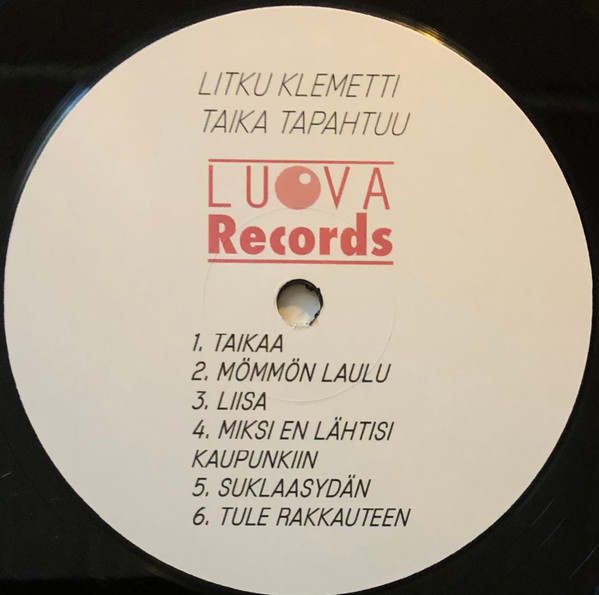 LITKU KLEMETTI
TAIKA TAPAHTUU
LUOVA
Records
1. TAIKAA
2. MÖMMÖN LAULU
3. LIISA
4. MIKSI EN LÄHTISI
KAUPUNKIIN
5. SUKLAASYDÄN
6. TULE RAKKAUTEEN